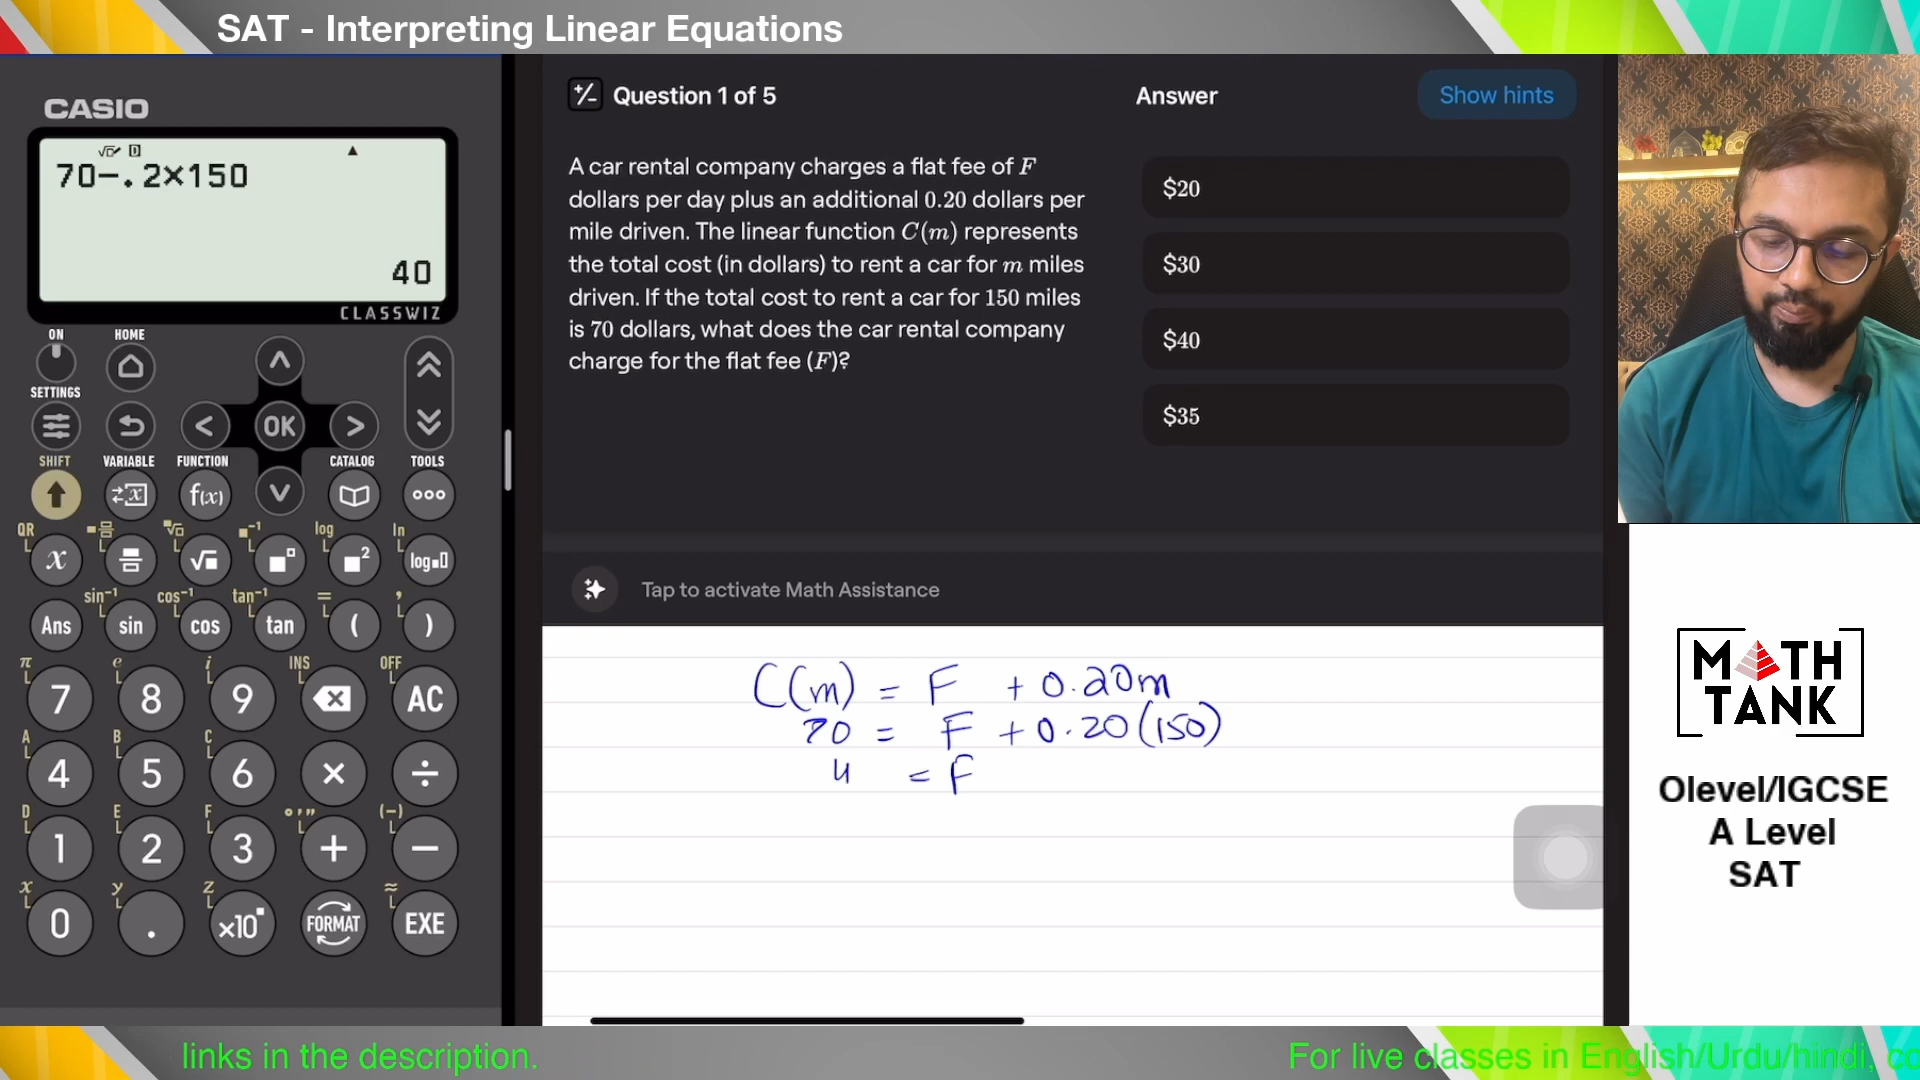 SAT - Interpreting Linear Equations
CASIO
70-.2×150
40
CLASSWIZ
ON
HOME
SETTINGS
OK
SHIFT
VARIABLE
FUNCTION
CATALOG
TOOLS
f(x)
QR
log
ln
x
√■
log
sin⁻¹
cos⁻¹
tan⁻¹
=
,
Ans
sin
cos
tan
(
)
π
e
i
INS
OFF
7
8
9
AC
A
B
C
4
5
6
×
÷
D
E
F
(−)
1
2
3
+
−
x
y
z
≈
0
.
×10
FORMAT
EXE
Question 1 of 5
A car rental company charges a flat fee of F
dollars per day plus an additional 0.20 dollars per
mile driven. The linear function C(m) represents
the total cost (in dollars) to rent a car for m miles
driven. If the total cost to rent a car for 150 miles
is 70 dollars, what does the car rental company
charge for the flat fee (F)?
Answer
Show hints
$20
$30
$40
$35
Tap to activate Math Assistance
C(m) = F + 0.20m
70 = F + 0.20(150)
4 = F
MATH
TANK
Olevel/IGCSE
A Level
SAT
links in the description.
For live classes in English/Urdu/hindi, co